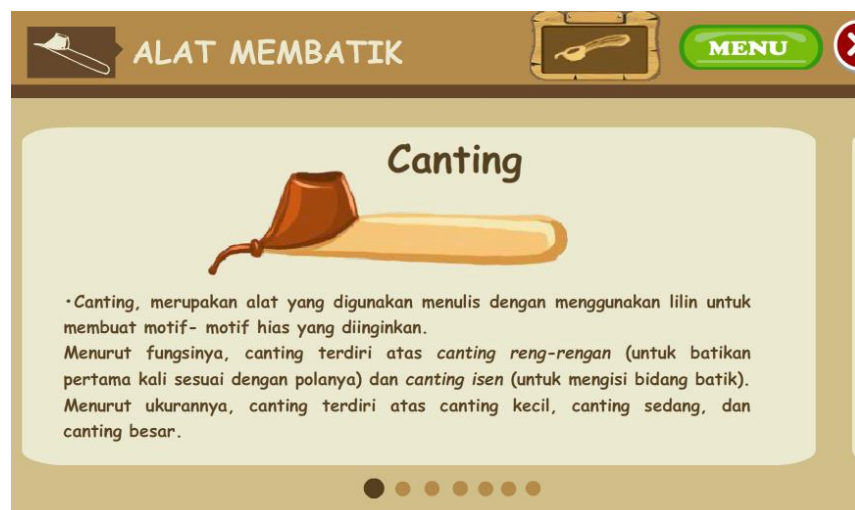 ALAT MEMBATIK
MENU
Canting
•Canting, merupakan alat yang digunakan menulis dengan menggunakan lilin untuk
membuat motif- motif hias yang diinginkan.
Menurut fungsinya, canting terdiri atas canting reng-rengan (untuk batikan
pertama kali sesuai dengan polanya) dan canting isen (untuk mengisi bidang batik).
Menurut ukurannya, canting terdiri atas canting kecil, canting sedang, dan
canting besar.